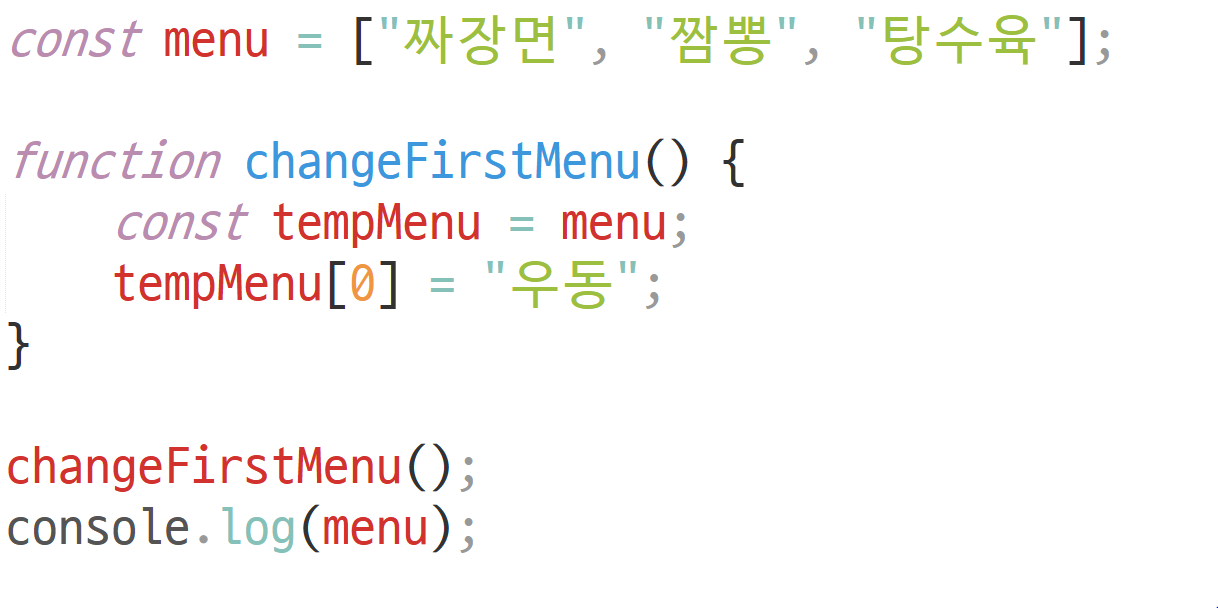 const menu = ["짜장면", "짬뽕", "탕수육"];
function changeFirstMenu() {
    const tempMenu = menu;
    tempMenu[0] = "우동";
}
changeFirstMenu();
console.log(menu);